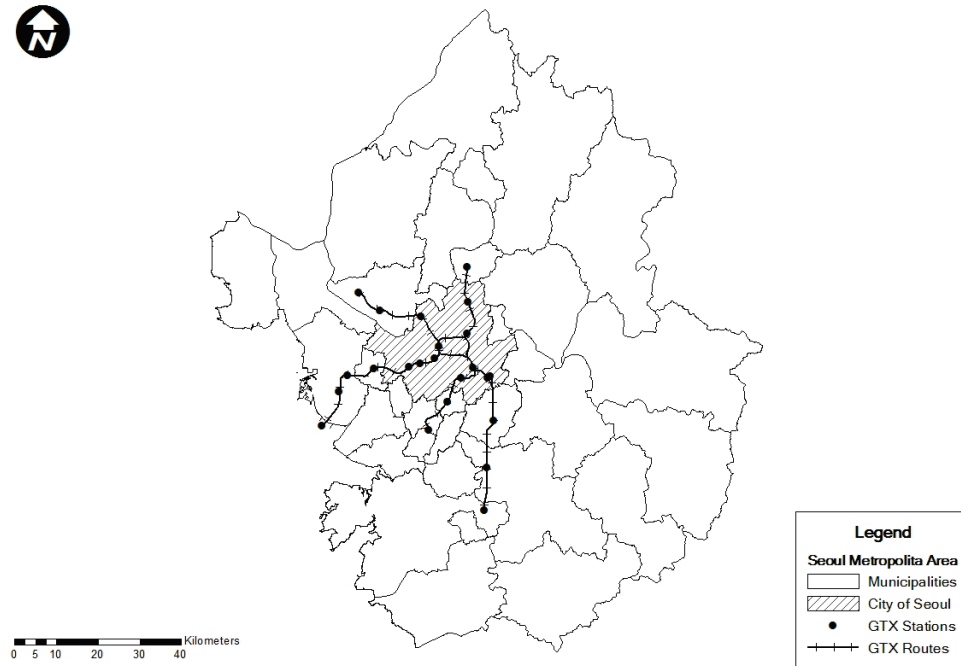 N
Legend
Seoul Metropolita Area
Municipalities
City of Seoul
GTX Stations
GTX Routes
Kilometers
0 5 10 20 30 40